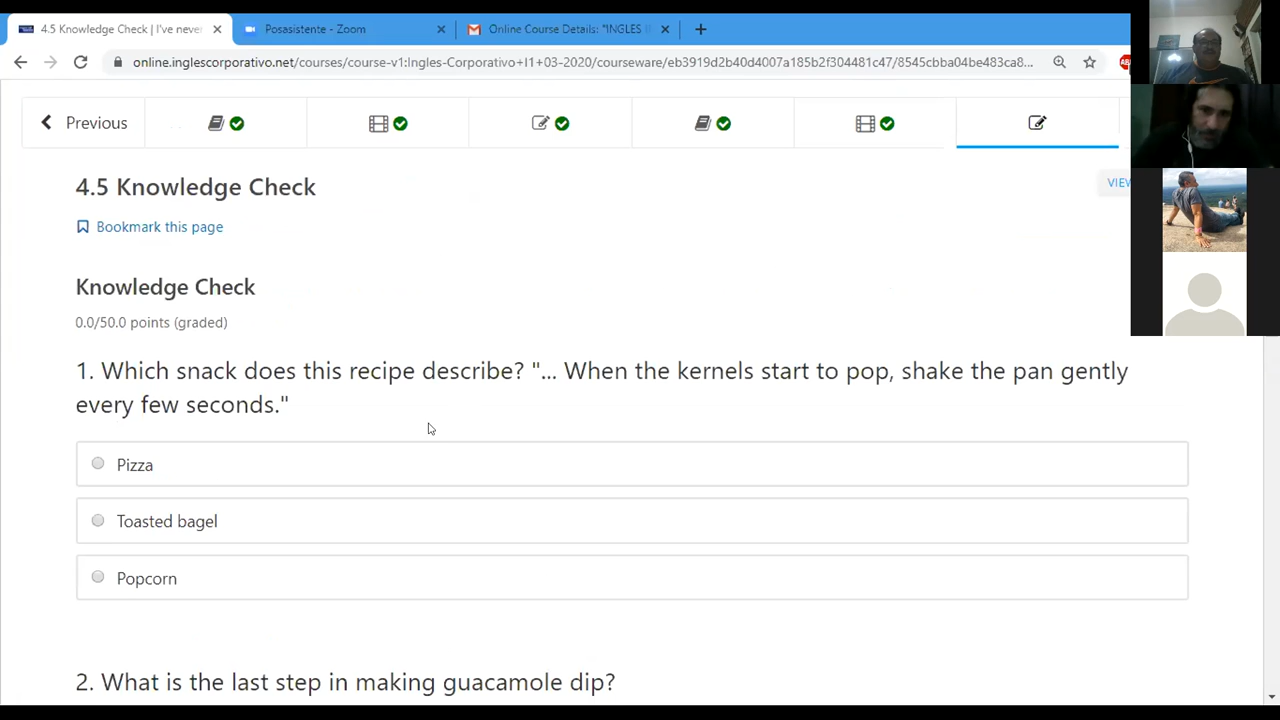 4.5 Knowledge Check | I've never
Posasistente - Zoom
Online Course Details: "INGLES I
online.inglescorporativo.net/courses/course-v1:Ingles-Corporativo+I1+03-2020/courseware/eb3919d2b40d4007a185b2f304481c47/8545cbba04be483ca8...
Previous
4.5 Knowledge Check
VIEW
Bookmark this page
Knowledge Check
0.0/50.0 points (graded)
1. Which snack does this recipe describe? "... When the kernels start to pop, shake the pan gently
every few seconds."
Pizza
Toasted bagel
Popcorn
2. What is the last step in making guacamole dip?